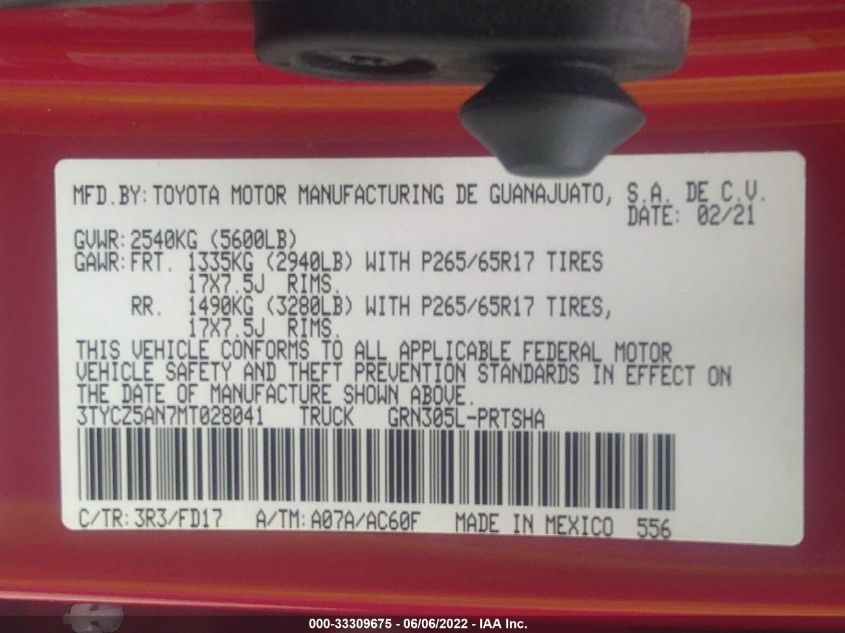 MFD.BY: TOYOTA MOTOR MANUFACTURING DE GUANAJUATO, S.A. DE C.V.
DATE: 02/21
GVWR: 2540KG (5600LB)
GAWR: FRT. 1335KG (2940LB) WITH P265/65R17 TIRES
17X7.5J RIMS.
RR. 1490KG (3280LB) WITH P265/65R17 TIRES,
17X7.5J RIMS.
THIS VEHICLE CONFORMS TO ALL APPLICABLE FEDERAL MOTOR
VEHICLE SAFETY AND THEFT PREVENTION STANDARDS IN EFFECT ON
THE DATE OF MANUFACTURE SHOWN ABOVE.
3TYCZ5AN7MT028041 TRUCK GRN305L-PRTSHA
C/TR: 3R3/FD17 A/TM: A07A/AC60F MADE IN MEXICO 556
000-33309675 - 06/06/2022 - IAA Inc.